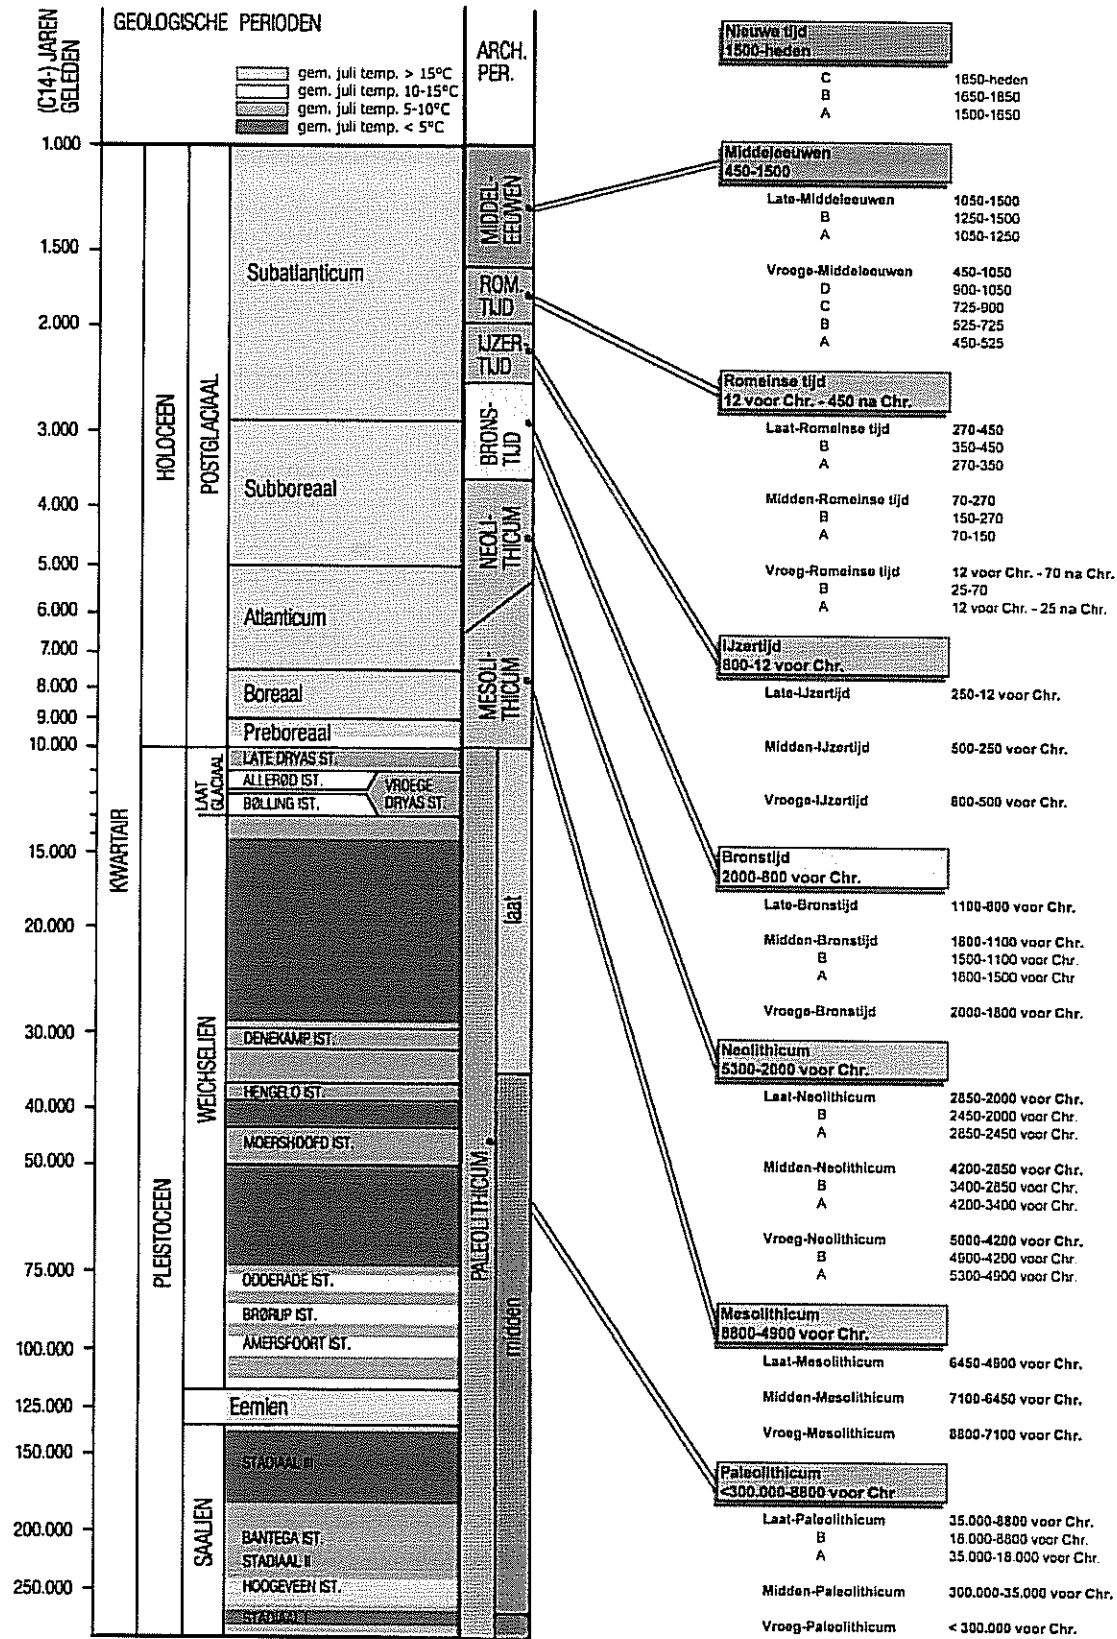 (C14-) JAREN
GELEDEN
GEOLOGISCHE PERIODEN
gem. juli temp. > 15°C
gem. juli temp. 10-15°C
gem. juli temp. 5-10°C
gem. juli temp. < 5°C
ARCH.
PER.
1.000
1.500
2.000
3.000
4.000
5.000
6.000
7.000
8.000
9.000
10.000
15.000
20.000
30.000
40.000
50.000
75.000
100.000
125.000
150.000
200.000
250.000
KWARTAIR
HOLOCEEN
PLEISTOCEEN
POSTGLACIAAL
LAAT
GLACIAAL
WEICHSELIEN
SAALIEN
Subatlanticum
Subboreaal
Atlanticum
Boreaal
Preboreaal
LATE DRYAS ST.
ALLERØD IST.
BØLLING IST.
VROEGE
DRYAS ST.
DENEKAMP IST.
HENGELO IST.
MOERSHOOFD IST.
ODDERADE IST.
BRØRUP IST.
AMERSFOORT IST.
Eemien
STADIAAL III
BANTEGA IST.
STADIAAL II
HOOGEVEEN IST.
STADIAAL I
MIDDEL-
EEUWEN
ROM.
TIJD
IJZER-
TIJD
BRONS-
TIJD
NEOLI-
THICUM
MESOLI-
THICUM
PALEOLITHICUM
laat
midden
Nieuwe tijd
1500-heden
C 1850-heden
B 1650-1850
A 1500-1650
Middeleeuwen
450-1500
Late-Middeleeuwen 1050-1500
B 1250-1500
A 1050-1250
Vroege-Middeleeuwen 450-1050
D 900-1050
C 725-900
B 525-725
A 450-525
Romeinse tijd
12 voor Chr. - 450 na Chr.
Laat-Romeinse tijd 270-450
B 350-450
A 270-350
Midden-Romeinse tijd 70-270
B 150-270
A 70-150
Vroeg-Romeinse tijd 12 voor Chr. - 70 na Chr.
B 25-70
A 12 voor Chr. - 25 na Chr.
IJzertijd
800-12 voor Chr.
Late-IJzertijd 250-12 voor Chr.
Midden-IJzertijd 500-250 voor Chr.
Vroege-IJzertijd 800-500 voor Chr.
Bronstijd
2000-800 voor Chr.
Late-Bronstijd 1100-800 voor Chr.
Midden-Bronstijd 1800-1100 voor Chr.
B 1500-1100 voor Chr.
A 1800-1500 voor Chr
Vroege-Bronstijd 2000-1800 voor Chr.
Neolithicum
5300-2000 voor Chr.
Laat-Neolithicum 2850-2000 voor Chr.
B 2450-2000 voor Chr.
A 2850-2450 voor Chr.
Midden-Neolithicum 4200-2850 voor Chr.
B 3400-2850 voor Chr.
A 4200-3400 voor Chr.
Vroeg-Neolithicum 5000-4200 voor Chr.
B 4900-4200 voor Chr.
A 5300-4900 voor Chr.
Mesolithicum
8800-4900 voor Chr.
Laat-Mesolithicum 6450-4900 voor Chr.
Midden-Mesolithicum 7100-6450 voor Chr.
Vroeg-Mesolithicum 8800-7100 voor Chr.
Paleolithicum
<300.000-8800 voor Chr
Laat-Paleolithicum 35.000-8800 voor Chr.
B 18.000-8800 voor Chr.
A 35.000-18.000 voor Chr.
Midden-Paleolithicum 300.000-35.000 voor Chr.
Vroeg-Paleolithicum < 300.000 voor Chr.